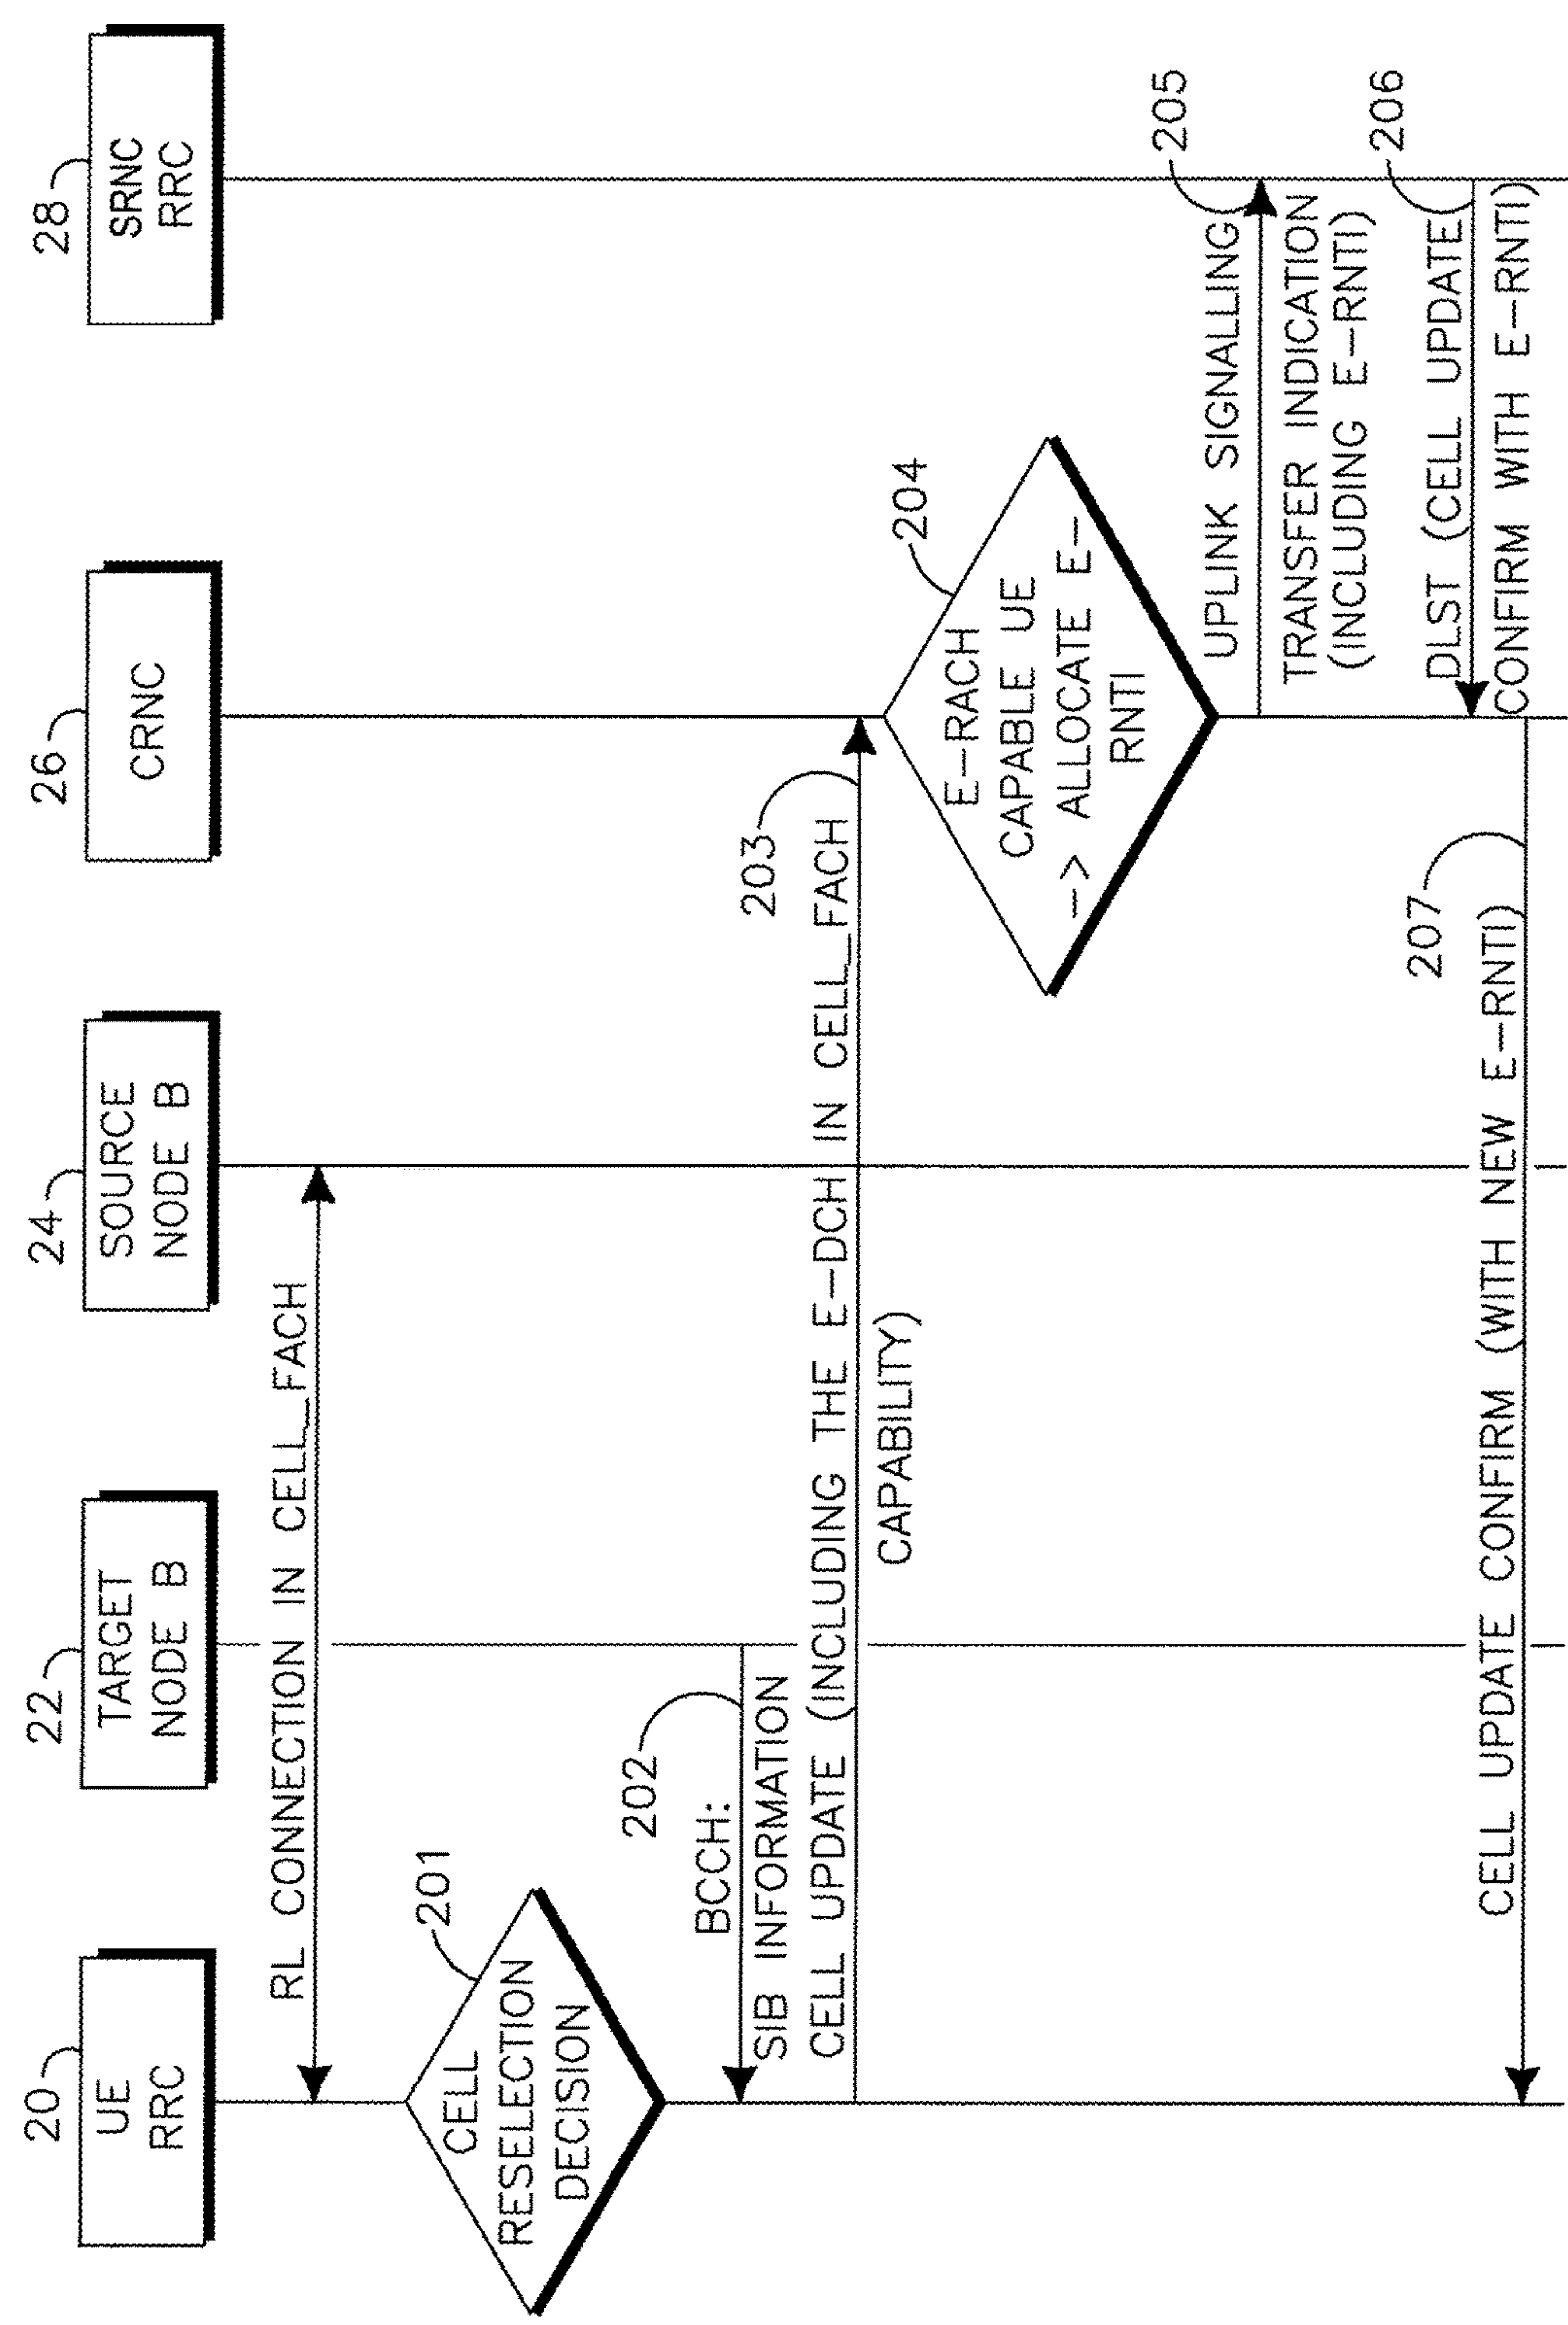 20
UE
RRC
22
TARGET
NODE B
24
SOURCE
NODE B
26
CRNC
28
SRNC
RRC
RL CONNECTION IN CELL_FACH
201
CELL
RESELECTION
DECISION
202
BCCH:
SIB INFORMATION
203
CELL UPDATE (INCLUDING THE E-DCH IN CELL_FACH
CAPABILITY)
204
E-RACH
CAPABLE UE
-> ALLOCATE E-
RNTI
205
UPLINK SIGNALLING
TRANSFER INDICATION
(INCLUDING E-RNTI)
206
DLST (CELL UPDATE
CONFIRM WITH E-RNTI)
207
CELL UPDATE CONFIRM (WITH NEW E-RNTI)